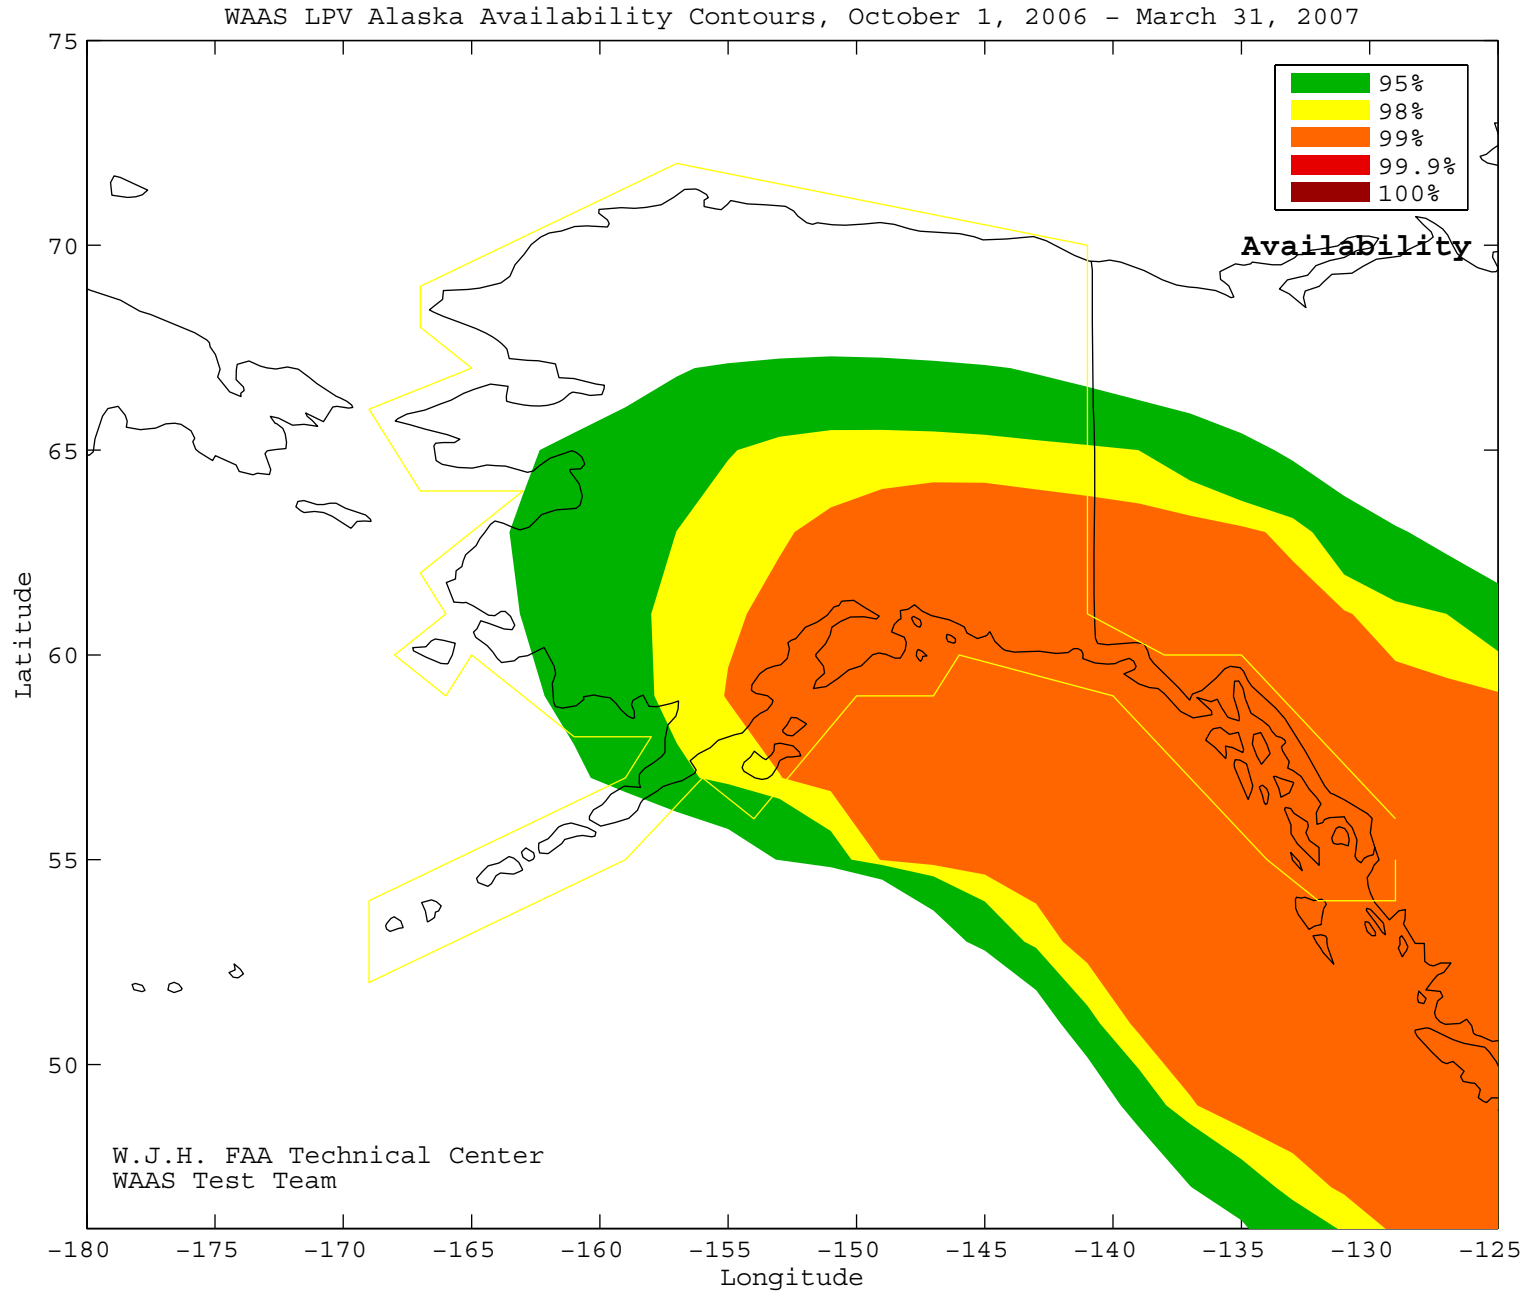 WAAS LPV Alaska Availability Contours, October 1, 2006 - March 31, 2007
75
70
65
60
55
50
Latitude
95%
98%
99%
99.9%
100%
Availability
W.J.H. FAA Technical Center
WAAS Test Team
-180 -175 -170 -165 -160 -155 -150 -145 -140 -135 -130 -125
Longitude